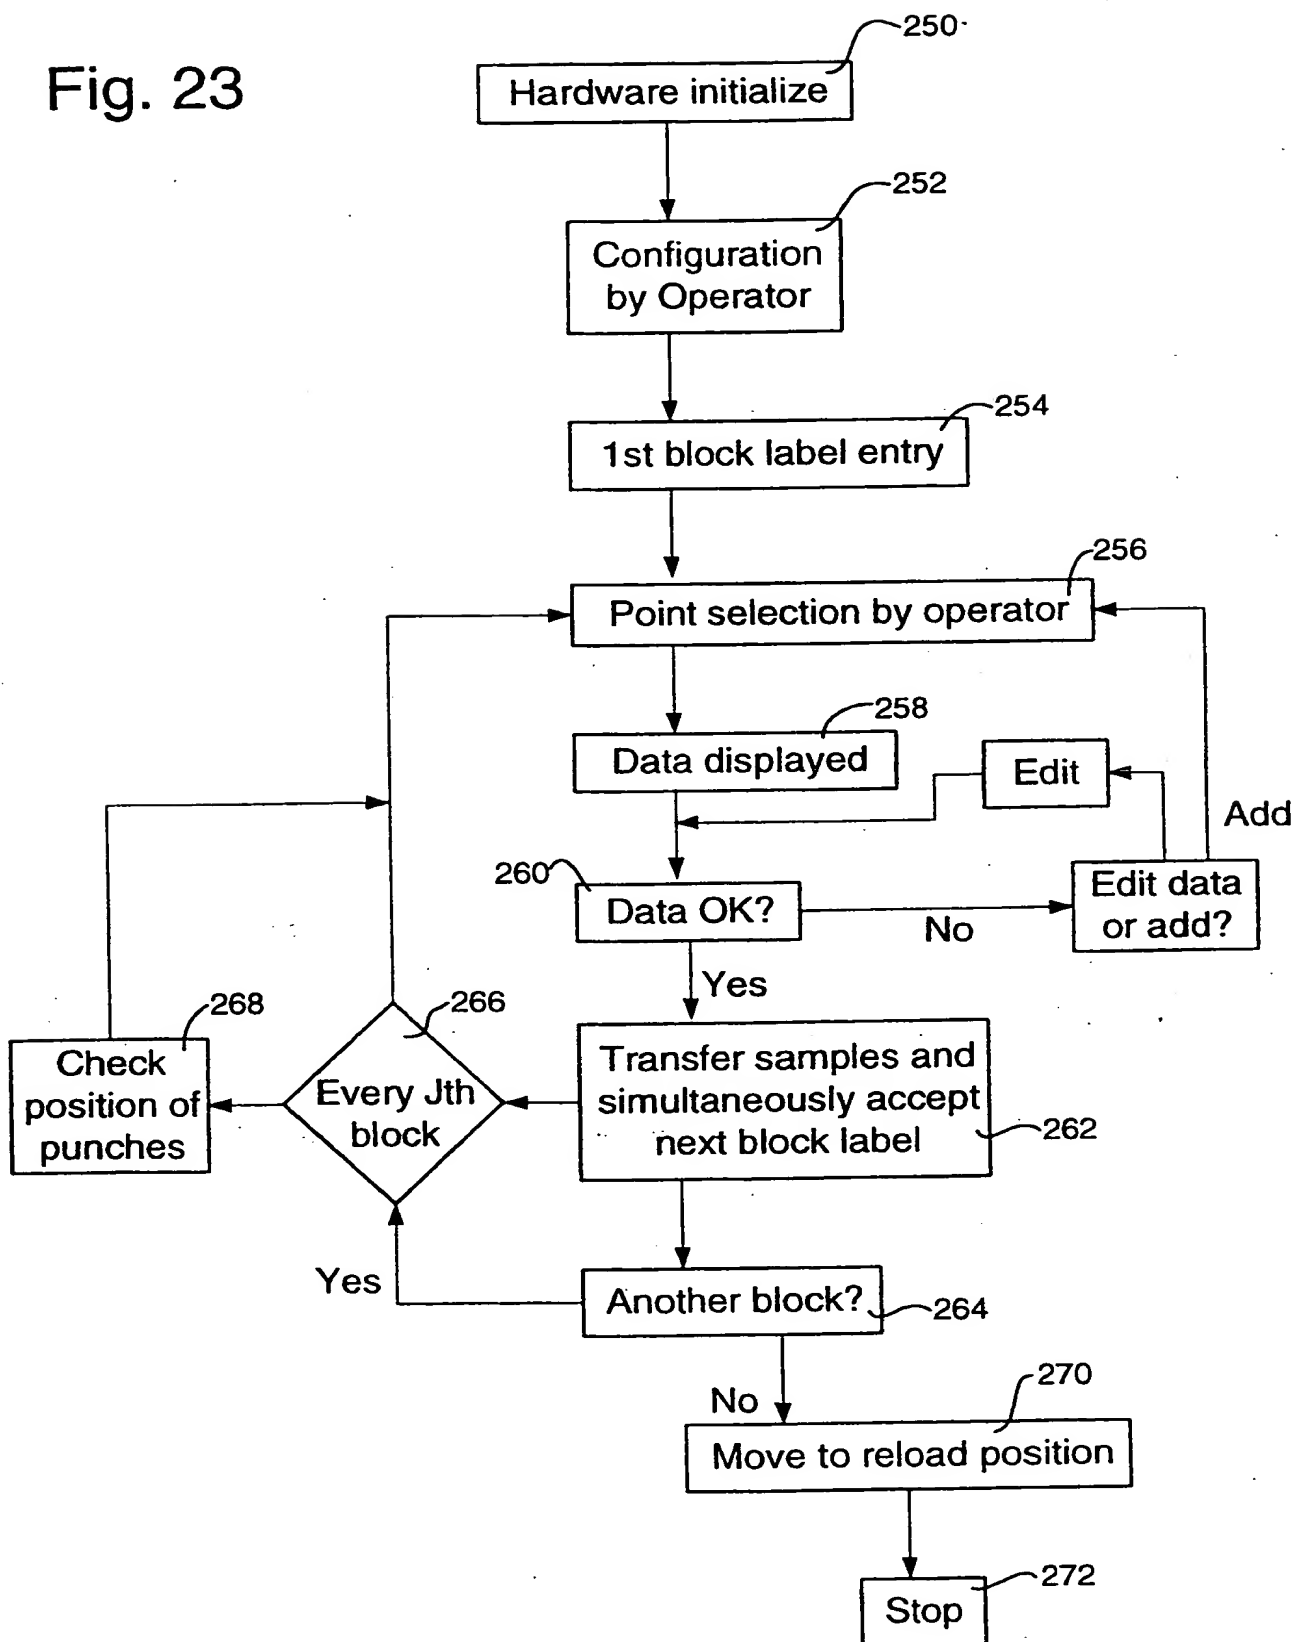 Fig. 23
250
Hardware initialize
252
Configuration
by Operator
254
1st block label entry
256
Point selection by operator
258
Data displayed
Edit
Add
260
Data OK?
No
Edit data
or add?
Yes
268
266
Check
position of
punches
Every Jth
block
Transfer samples and
simultaneously accept
next block label
262
Yes
Another block?
264
No
270
Move to reload position
272
Stop